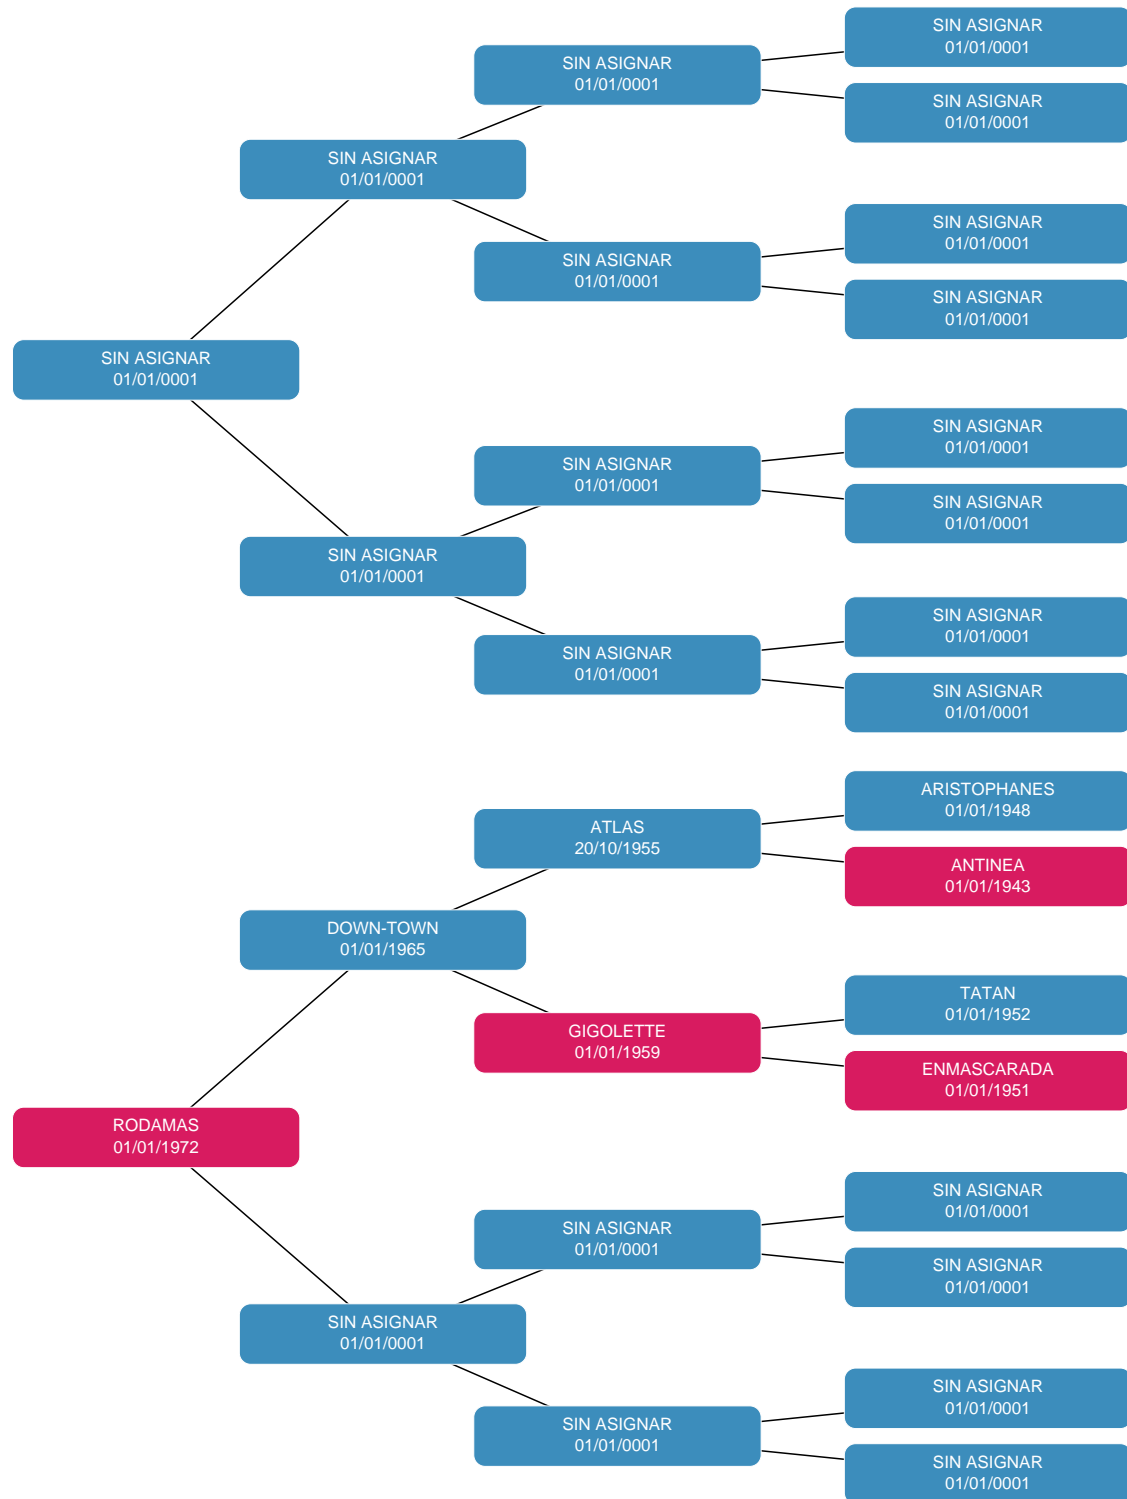 SIN ASIGNAR
01/01/0001
SIN ASIGNAR
01/01/0001
SIN ASIGNAR
01/01/0001
SIN ASIGNAR
01/01/0001
SIN ASIGNAR
01/01/0001
SIN ASIGNAR
01/01/0001
SIN ASIGNAR
01/01/0001
SIN ASIGNAR
01/01/0001
SIN ASIGNAR
01/01/0001
SIN ASIGNAR
01/01/0001
SIN ASIGNAR
01/01/0001
SIN ASIGNAR
01/01/0001
SIN ASIGNAR
01/01/0001
SIN ASIGNAR
01/01/0001
SIN ASIGNAR
01/01/0001
ARISTOPHANES
01/01/1948
ATLAS
20/10/1955
ANTINEA
01/01/1943
DOWN-TOWN
01/01/1965
TATAN
01/01/1952
GIGOLETTE
01/01/1959
ENMASCARADA
01/01/1951
RODAMAS
01/01/1972
SIN ASIGNAR
01/01/0001
SIN ASIGNAR
01/01/0001
SIN ASIGNAR
01/01/0001
SIN ASIGNAR
01/01/0001
SIN ASIGNAR
01/01/0001
SIN ASIGNAR
01/01/0001
SIN ASIGNAR
01/01/0001